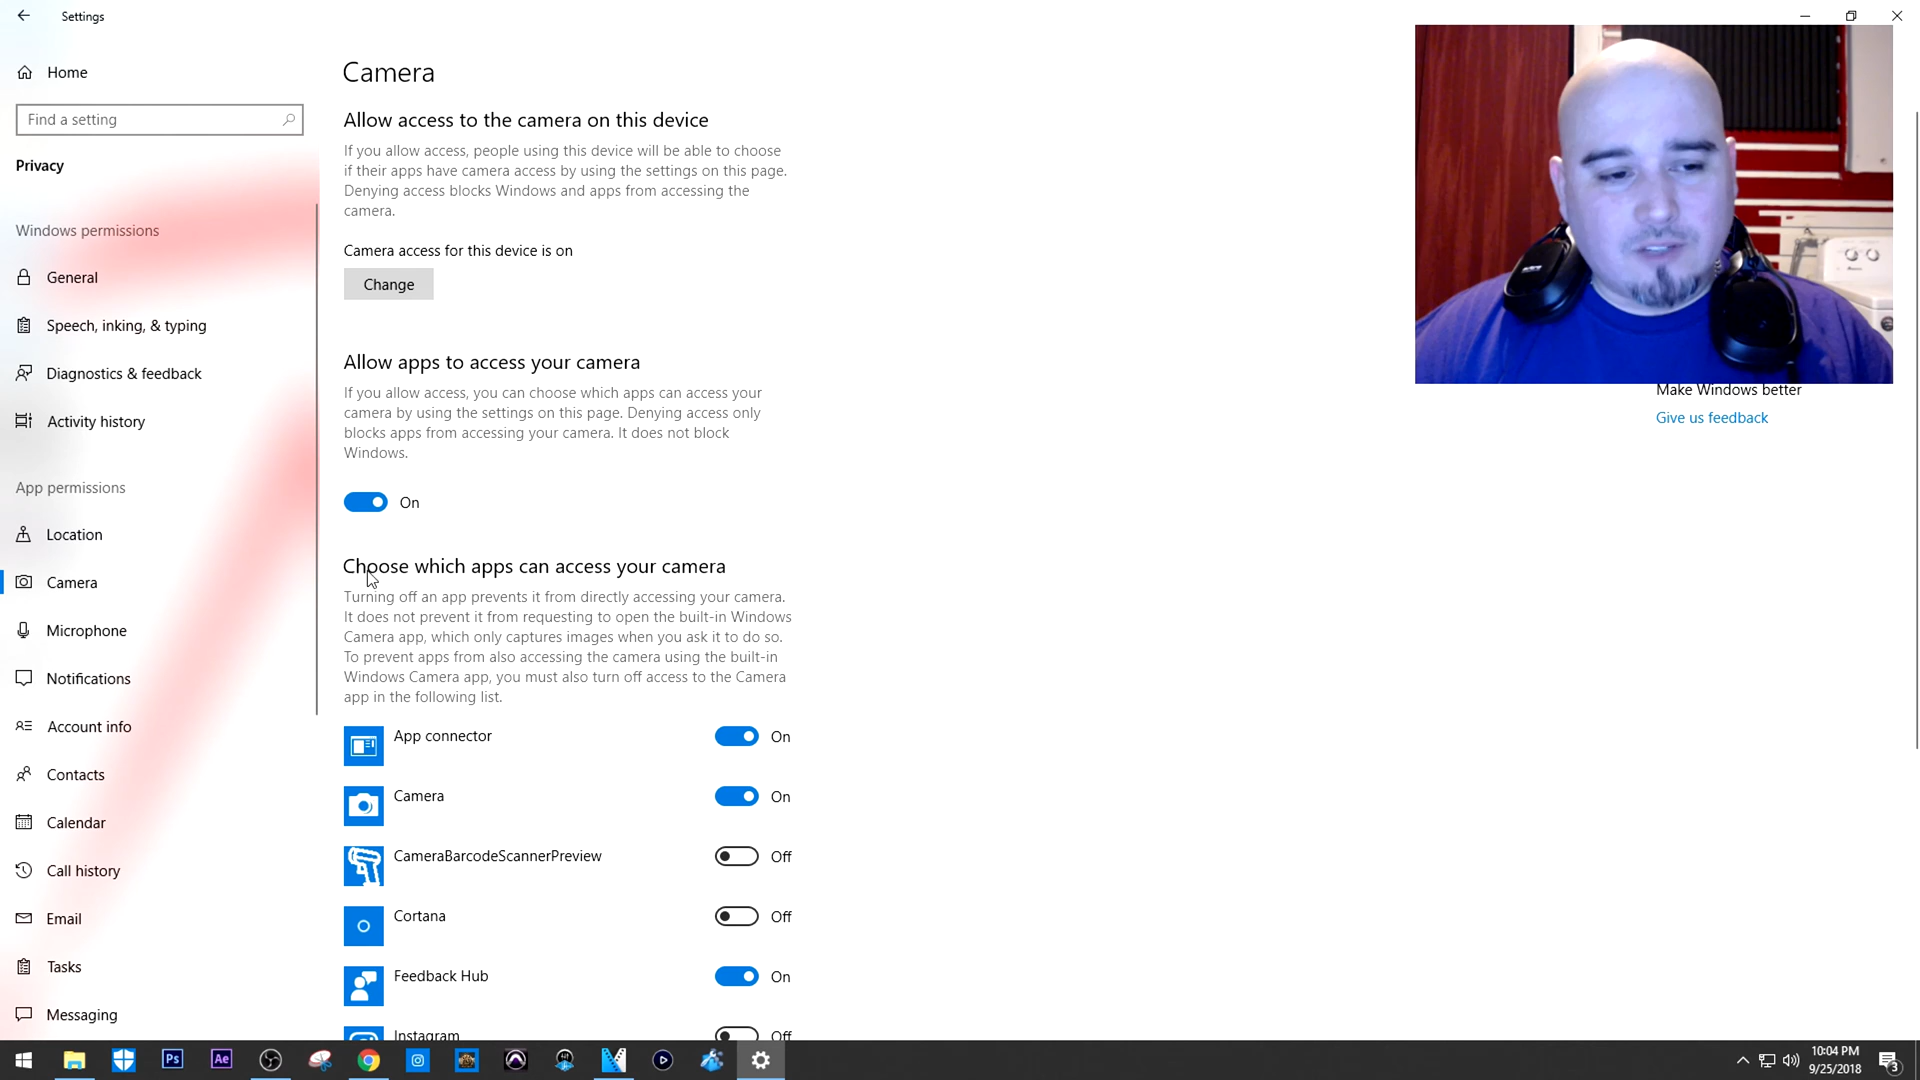 Settings
Home
Find a setting
Privacy
Windows permissions
General
Speech, inking, & typing
Diagnostics & feedback
Activity history
App permissions
Location
Camera
Microphone
Notifications
Account info
Contacts
Calendar
Call history
Email
Tasks
Messaging
Camera
Allow access to the camera on this device
If you allow access, people using this device will be able to choose
if their apps have camera access by using the settings on this page.
Denying access blocks Windows and apps from accessing the
camera.
Camera access for this device is on
Change
Allow apps to access your camera
If you allow access, you can choose which apps can access your
camera by using the settings on this page. Denying access only
blocks apps from accessing your camera. It does not block
Windows.
On
Choose which apps can access your camera
Turning off an app prevents it from directly accessing your camera.
It does not prevent it from requesting to open the built-in Windows
Camera app, which only captures images when you ask it to do so.
To prevent apps from also accessing the camera using the built-in
Windows Camera app, you must also turn off access to the Camera
app in the following list.
App connector On
Camera On
CameraBarcodeScannerPreview Off
Cortana Off
Feedback Hub On
Instagram Off
Make Windows better
Give us feedback
Ps
Ae
10:04 PM
9/25/2018
3